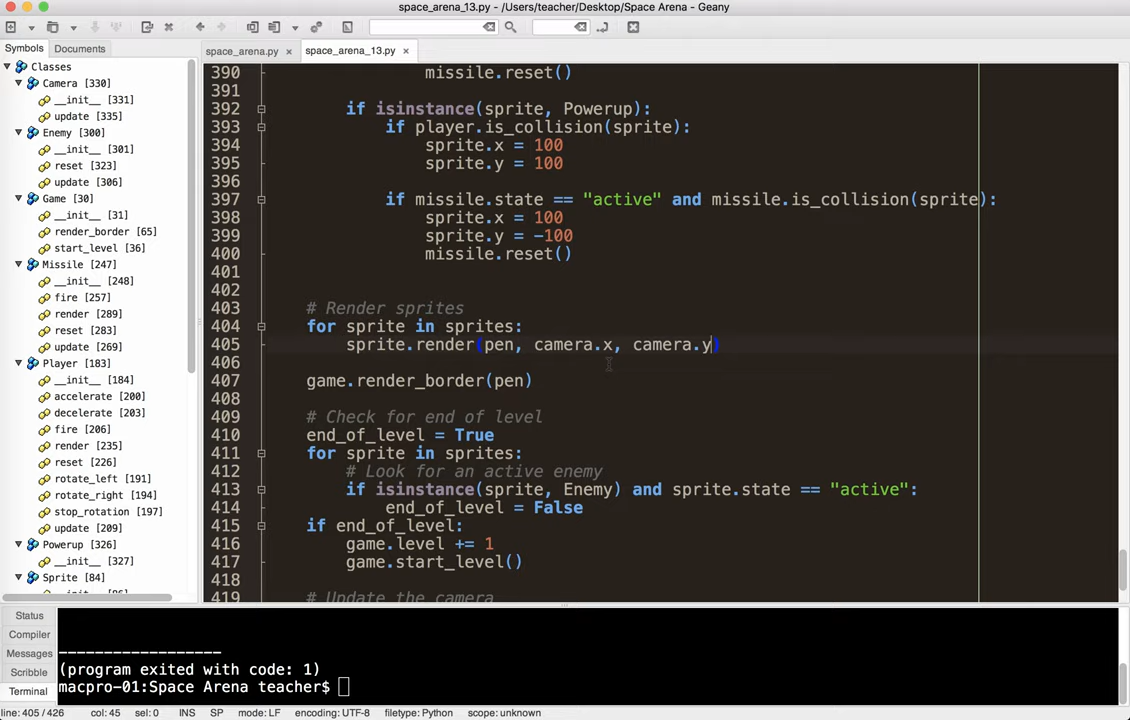 space_arena_13.py - /Users/teacher/Desktop/Space Arena - Geany
Symbols
Documents
space_arena.py ×
space_arena_13.py ×
Classes
Camera [330]
__init__ [331]
update [335]
Enemy [300]
__init__ [301]
reset [323]
update [306]
Game [30]
__init__ [31]
render_border [65]
start_level [36]
Missile [247]
__init__ [248]
fire [257]
render [289]
reset [283]
update [209]
Player [183]
__init__ [184]
accelerate [200]
decelerate [203]
fire [206]
render [235]
reset [226]
rotate_left [191]
rotate_right [194]
stop_rotation [197]
update [209]
Powerup [326]
__init__ [327]
Sprite [84]
390 missile.reset()
391
392 if isinstance(sprite, Powerup):
393 if player.is_collision(sprite):
394 sprite.x = 100
395 sprite.y = 100
396
397 if missile.state == "active" and missile.is_collision(sprite):
398 sprite.x = 100
399 sprite.y = -100
400 missile.reset()
401
402
403 # Render sprites
404 for sprite in sprites:
405 sprite.render(pen, camera.x, camera.y)
406
407 game.render_border(pen)
408
409 # Check for end of level
410 end_of_level = True
411 for sprite in sprites:
412 # Look for an active enemy
413 if isinstance(sprite, Enemy) and sprite.state == "active":
414 end_of_level = False
415 if end_of_level:
416 game.level += 1
417 game.start_level()
418
419 # Update the camera
Status
Compiler
Messages
Scribble
Terminal
------------------
(program exited with code: 1)
macpro-01:Space Arena teacher$
line: 405 / 426 col: 45 sel: 0 INS SP mode: LF encoding: UTF-8 filetype: Python scope: unknown